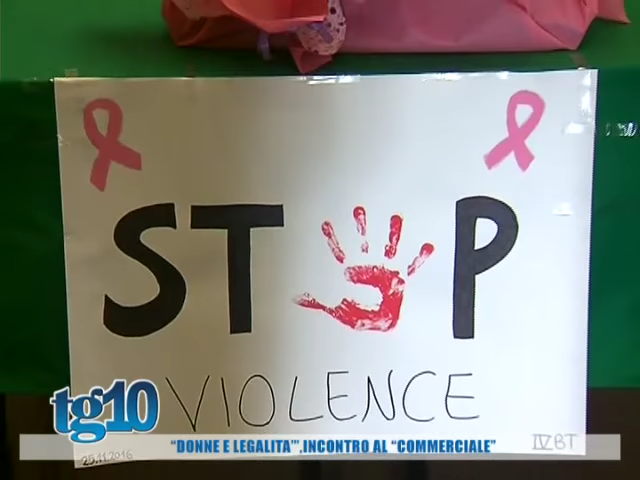 STOP
VIOLENCE
tg10
"DONNE E LEGALITA'",INCONTRO AL "COMMERCIALE"
25.11.2016
IV BT